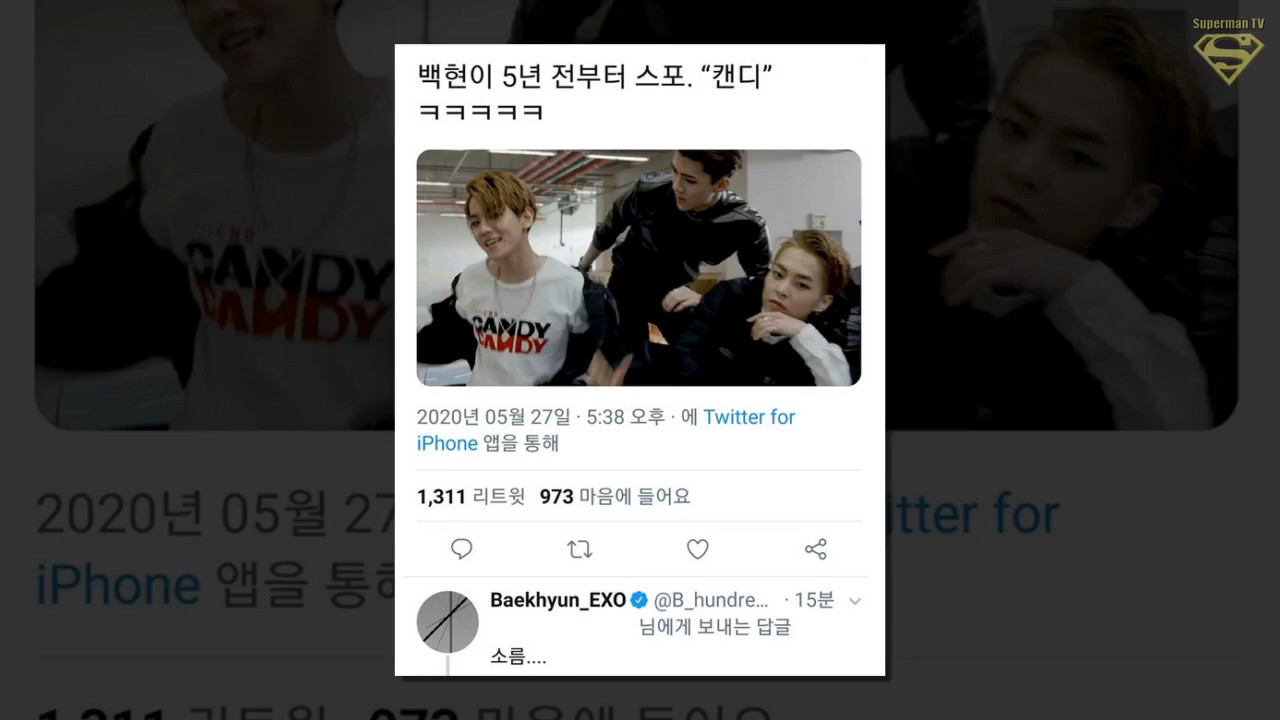 Superman TV
백현이 5년 전부터 스포. “캔디”
ㅋㅋㅋㅋㅋ
CANDY
CANDY
2020년 05월 27일 · 5:38 오후 · 에 Twitter for
iPhone 앱을 통해
1,311 리트윗 973 마음에 들어요
Baekhyun_EXO @B_hundre... · 15분
님에게 보내는 답글
소름....